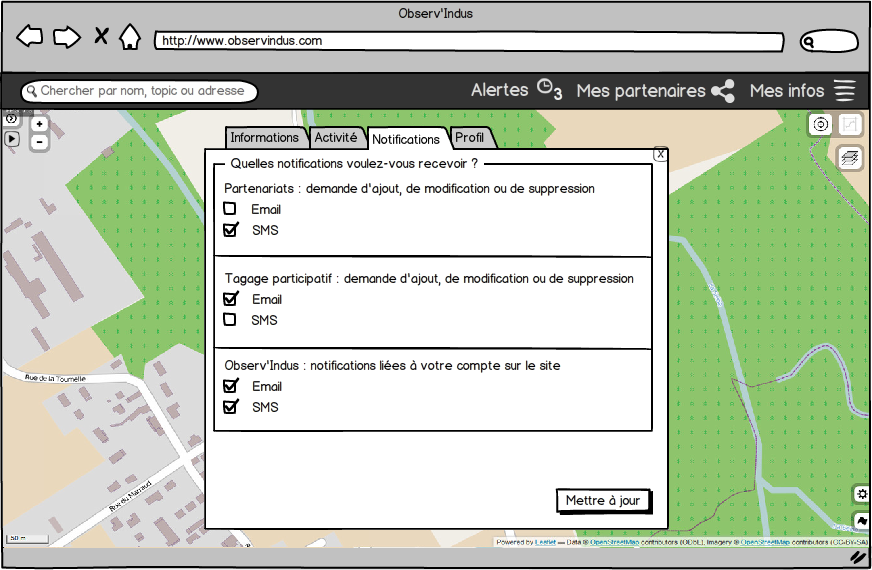 Observ'Indus
http://www.observindus.com
Chercher par nom, topic ou adresse
Alertes 3 Mes partenaires Mes infos
Informations Activité Notifications Profil
X
Quelles notifications voulez-vous recevoir ?
Partenariats : demande d'ajout, de modification ou de suppression
Email
SMS
Tagage participatif : demande d'ajout, de modification ou de suppression
Email
SMS
Observ'Indus : notifications liées à votre compte sur le site
Email
SMS
Mettre à jour
Rue de la Tournelle
Rue du Marraud
50 m
Powered by Leaflet — Data © OpenStreetMap contributors (ODbL), Imagery © OpenStreetMap contributors (CC-BY-SA)